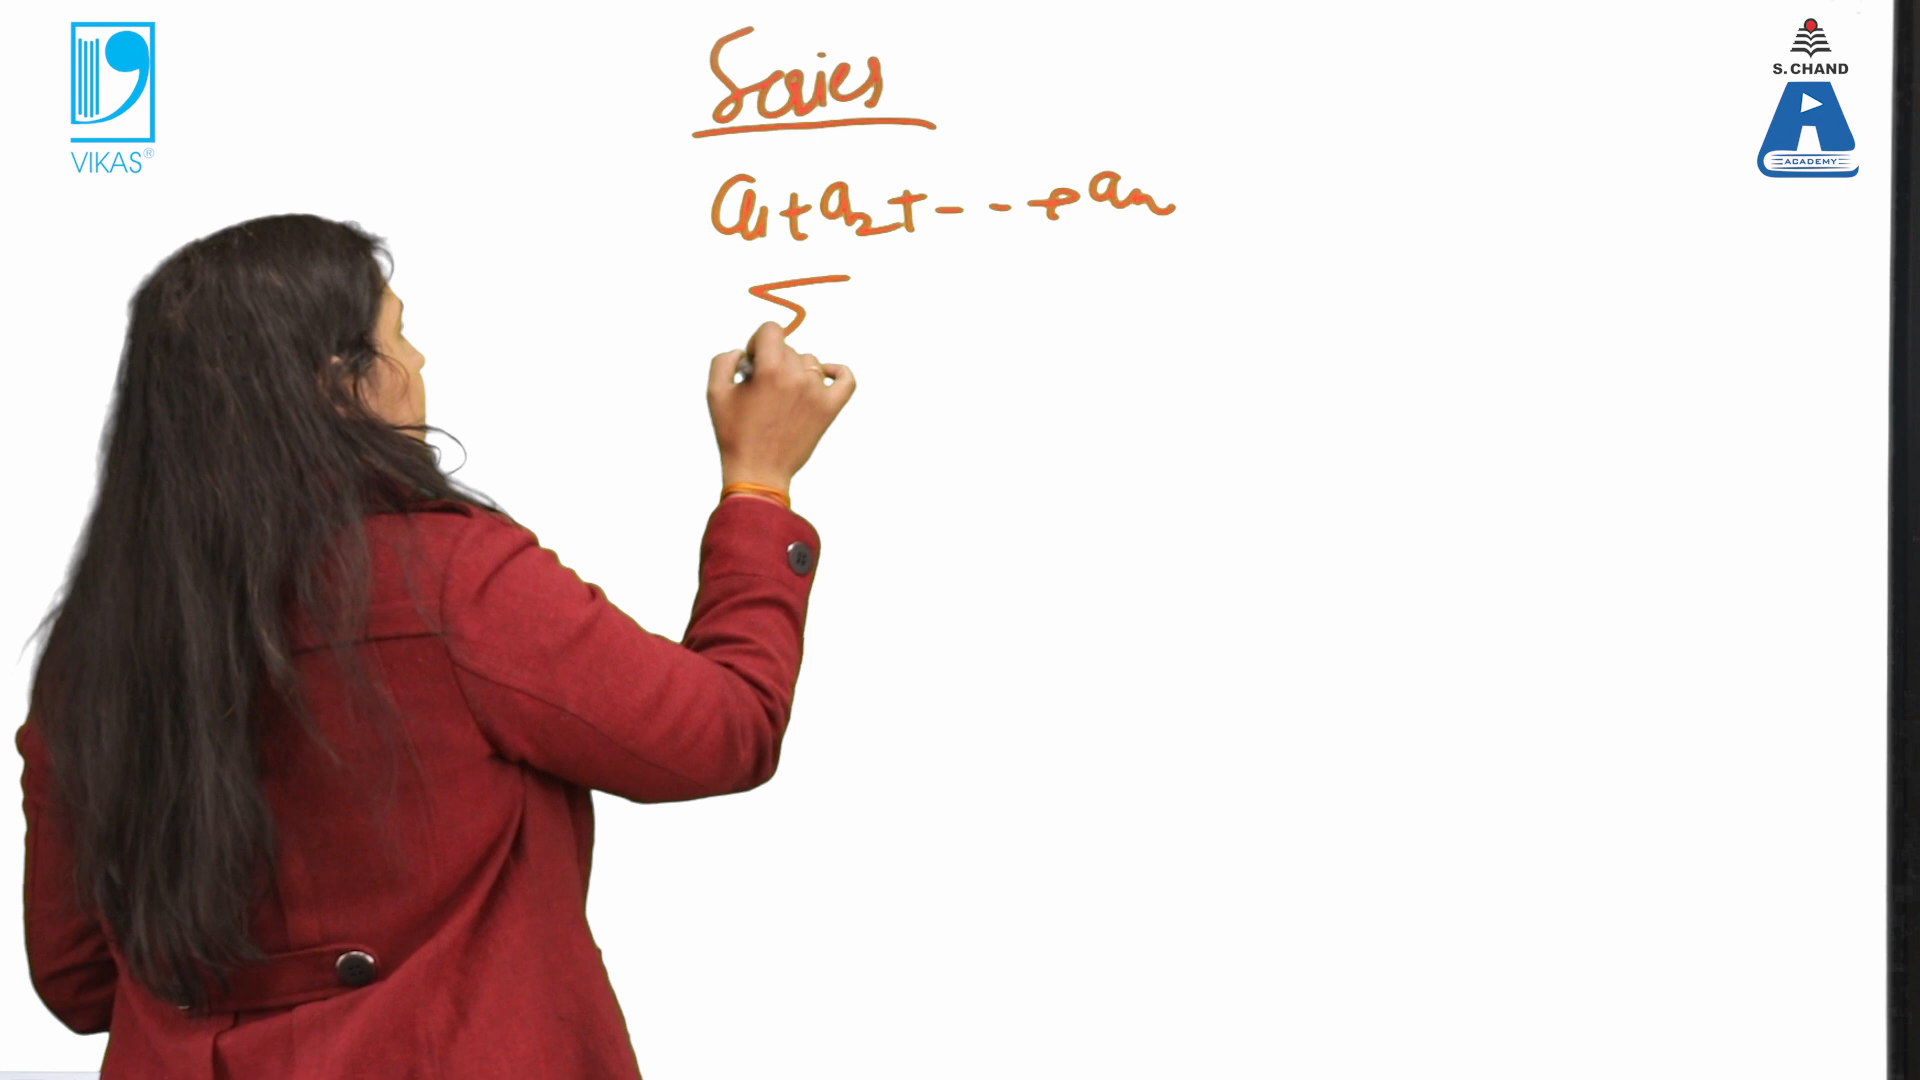 VIKAS®
S. CHAND
ACADEMY
Series
a₁ + a₂ + - - - + aₙ
Σ